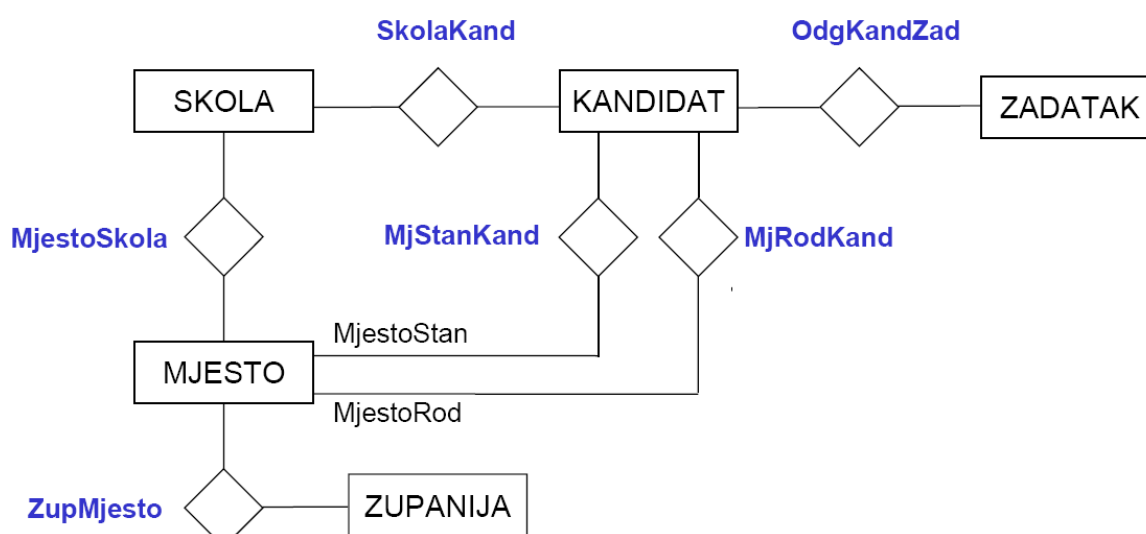 SkolaKand
OdgKandZad
SKOLA
KANDIDAT
ZADATAK
MjestoSkola
MjStanKand
MjRodKand
MjestoStan
MJESTO
MjestoRod
ZupMjesto
ZUPANIJA